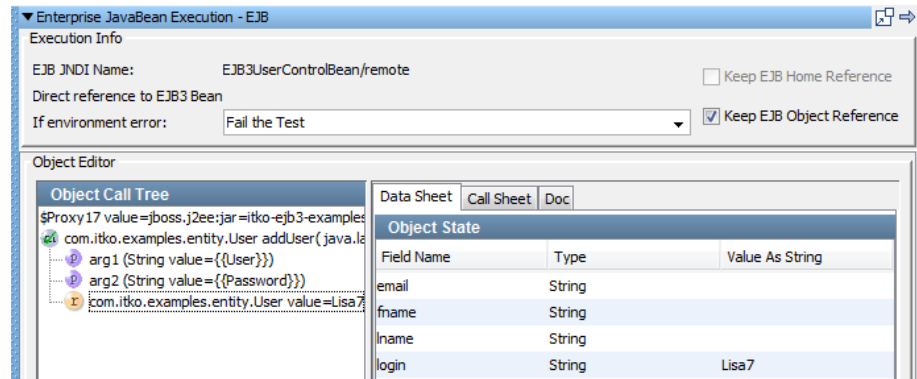 Enterprise JavaBean Execution - EJB
Execution Info
EJB JNDI Name: EJB3UserControlBean/remote
Keep EJB Home Reference
Direct reference to EJB3 Bean
If environment error: Fail the Test
Keep EJB Object Reference
Object Editor
Object Call Tree
$Proxy17 value=jboss.j2ee:jar=itko-ejb3-examples
com.itko.examples.entity.User addUser( java.la
arg1 (String value={{User}})
arg2 (String value={{Password}})
com.itko.examples.entity.User value=Lisa7
Data Sheet Call Sheet Doc
Object State
Field Name Type Value As String
email String
fname String
lname String
login String Lisa7